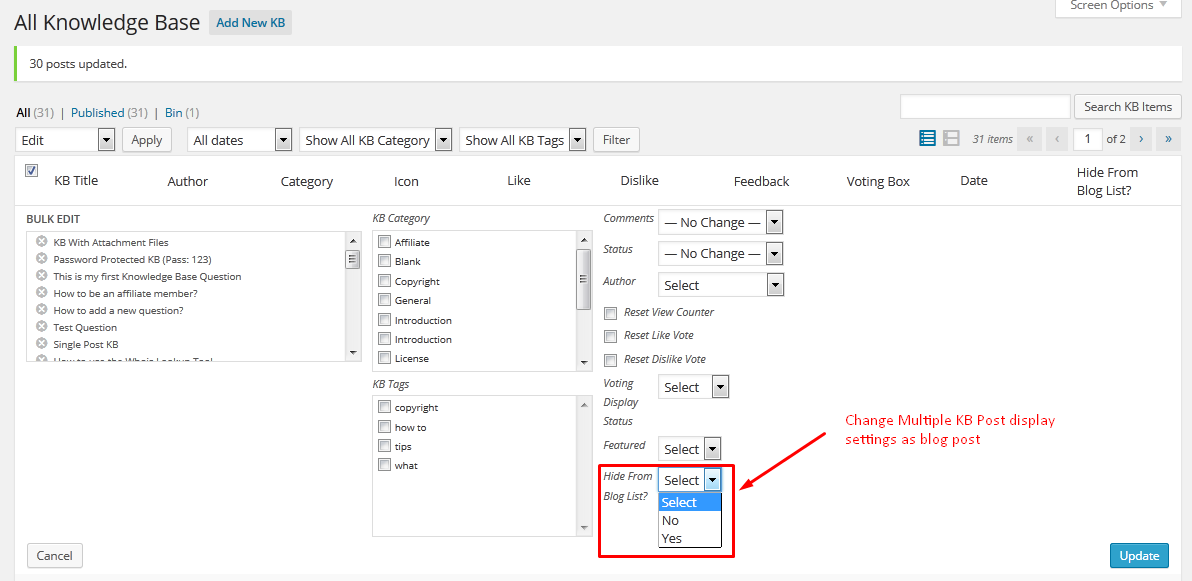 Screen Options
All Knowledge Base Add New KB
30 posts updated.
All (31) | Published (31) | Bin (1)
Search KB Items
Edit Apply All dates Show All KB Category Show All KB Tags Filter 31 items « ‹ 1 of 2 › »
KB Title Author Category Icon Like Dislike Feedback Voting Box Date Hide From
Blog List?
BULK EDIT
KB With Attachment Files
Password Protected KB (Pass: 123)
This is my first Knowledge Base Question
How to be an affiliate member?
How to add a new question?
Test Question
Single Post KB
How to use the Whois Lookup Tool
KB Category
Affiliate
Blank
Copyright
General
Introduction
Introduction
License
KB Tags
copyright
how to
tips
what
Comments — No Change —
Status — No Change —
Author Select
Reset View Counter
Reset Like Vote
Reset Dislike Vote
Voting Select
Display
Status
Featured Select
Hide From Select
Blog List?
Select
No
Yes
Change Multiple KB Post display
settings as blog post
Cancel Update